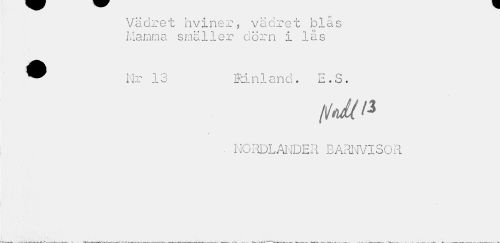 Vädret hviner, vädret blås
Mamma smäller dörn i lås
Nr 13 Finland. E.S.
Nordl 13
NORDLANDER BARNVISOR